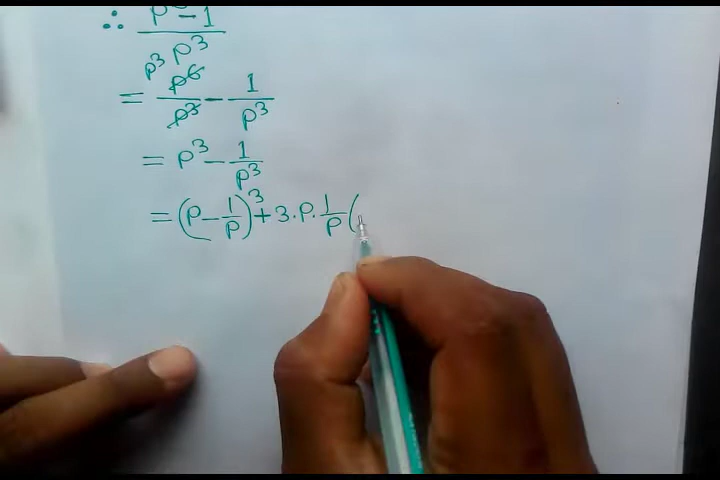 ∴ (p⁶ - 1)/p³
= p⁶/p³ - 1/p³ p³
= p³ - 1/p³
= (p - 1/p)³ + 3.p.1/p (